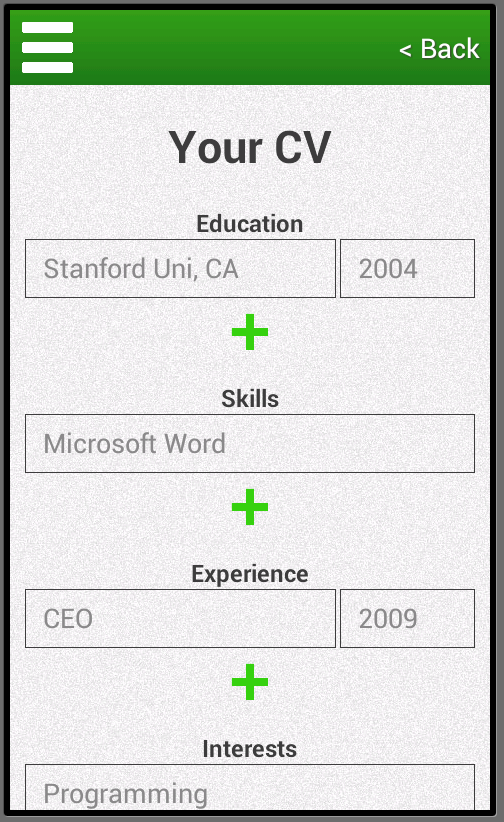 < Back
Your CV
Education
Stanford Uni, CA 2004
Skills
Microsoft Word
Experience
CEO 2009
Interests
Programming